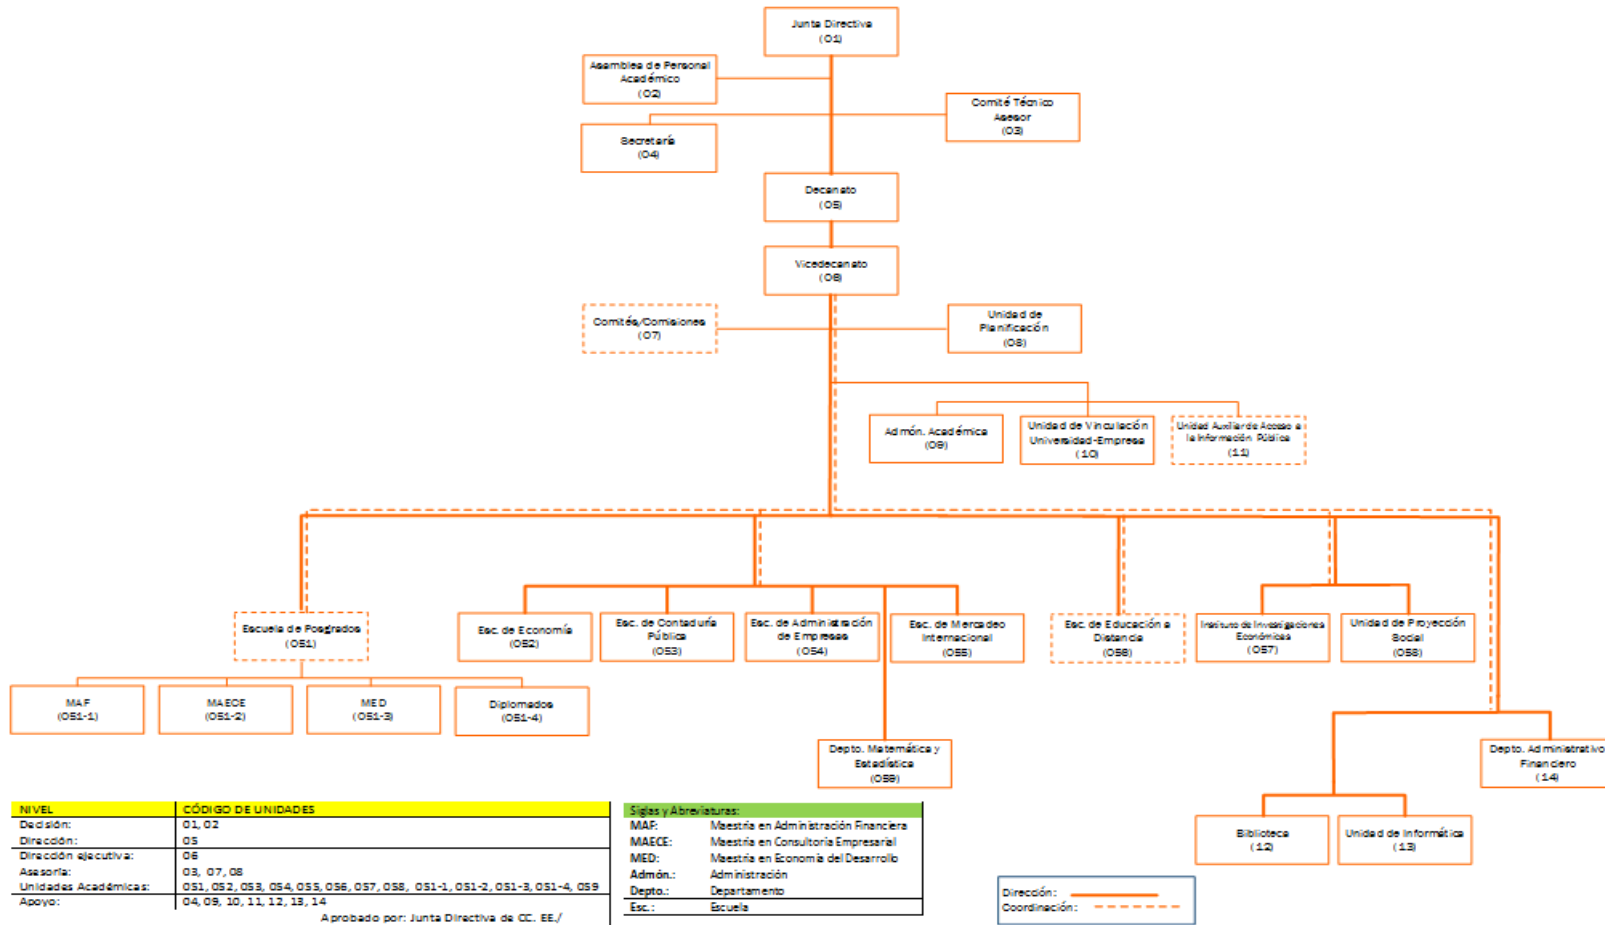 Junta Directiva
(01)
Asamblea de Personal
Académico
(02)
Comité Técnico
Asesor
(03)
Secretaría
(04)
Decanato
(05)
Vicedecanato
(06)
Comités/Comisiones
(07)
Unidad de
Planificación
(08)
Admón. Académica
(09)
Unidad de Vinculación
Universidad-Empresa
(10)
Unidad Auxiliar de Acceso a
la Información Pública
(11)
Escuela de Posgrados
(051)
Esc. de Economía
(052)
Esc. de Contaduría
Pública
(053)
Esc. de Administración
de Empresas
(054)
Esc. de Mercadeo
Internacional
(055)
Esc. de Educación a
Distancia
(056)
Instituto de Investigaciones
Económicas
(057)
Unidad de Proyección
Social
(058)
MAF
(051-1)
MAECE
(051-2)
MED
(051-3)
Diplomados
(051-4)
Depto. Matemática y
Estadística
(059)
Depto. Administrativo
Financiero
(14)
Biblioteca
(12)
Unidad de Informática
(13)
NIVEL CÓDIGO DE UNIDADES
Decisión: 01, 02
Dirección: 05
Dirección ejecutiva: 06
Asesoría: 03, 07, 08
Unidades Académicas: 051, 052, 053, 054, 055, 056, 057, 058, 051-1, 051-2, 051-3, 051-4, 059
Apoyo: 04, 09, 10, 11, 12, 13, 14
Aprobado por: Junta Directiva de CC. EE./
Siglas y Abreviaturas:
MAF: Maestría en Administración Financiera
MAECE: Maestría en Consultoría Empresarial
MED: Maestría en Economía del Desarrollo
Admón.: Administración
Depto.: Departamento
Esc.: Escuela
Dirección:
Coordinación: